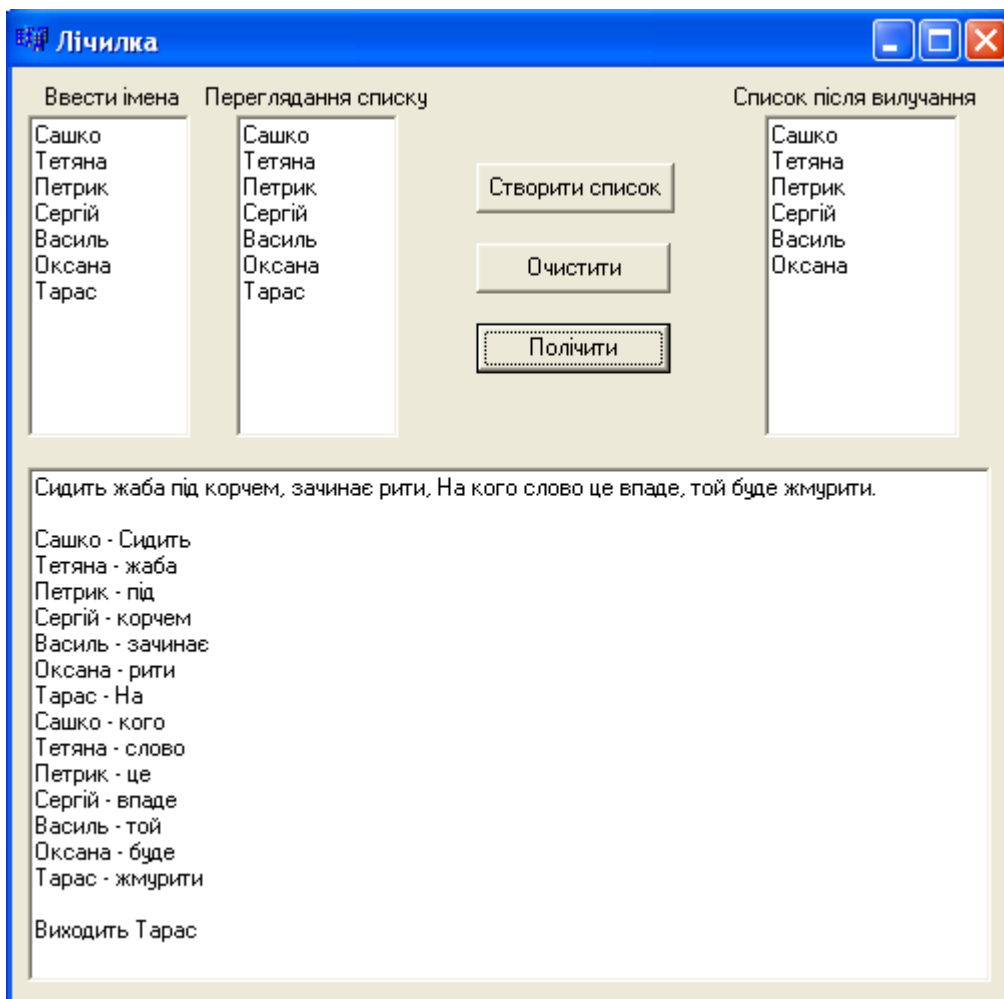 Лічилка
Ввести імена
Переглядання списку
Список після вилучання
Сашко
Тетяна
Петрик
Сергій
Василь
Оксана
Тарас
Сашко
Тетяна
Петрик
Сергій
Василь
Оксана
Тарас
Створити список
Очистити
Полічити
Сашко
Тетяна
Петрик
Сергій
Василь
Оксана
Сидить жаба під корчем, зачинає рити, На кого слово це впаде, той буде жмурити.
Сашко - Сидить
Тетяна - жаба
Петрик - під
Сергій - корчем
Василь - зачинає
Оксана - рити
Тарас - На
Сашко - кого
Тетяна - слово
Петрик - це
Сергій - впаде
Василь - той
Оксана - буде
Тарас - жмурити
Виходить Тарас